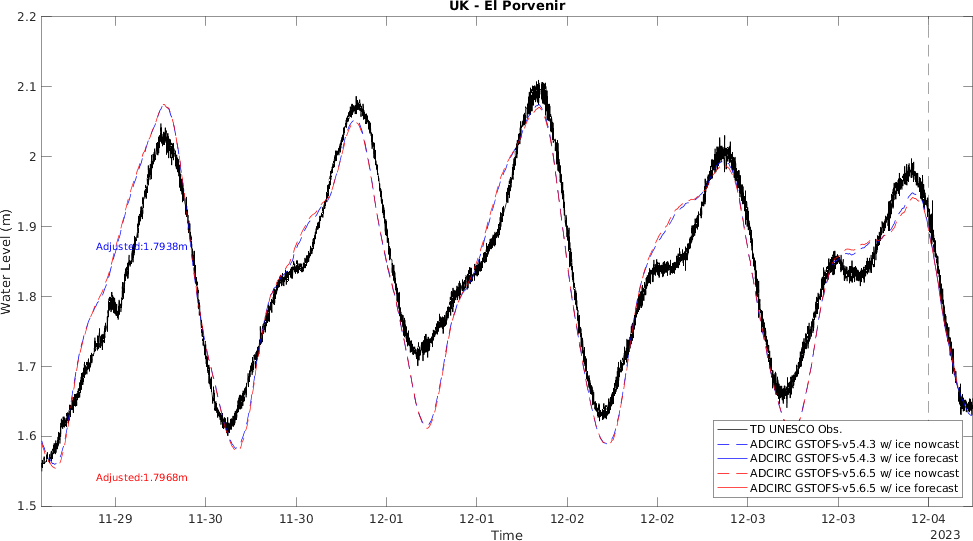 UK - El Porvenir
2.2
2.1
2
1.9
1.8
1.7
1.6
1.5
Water Level (m)
Adjusted:1.7938m
Adjusted:1.7968m
TD UNESCO Obs.
ADCIRC GSTOFS-v5.4.3 w/ ice nowcast
ADCIRC GSTOFS-v5.4.3 w/ ice forecast
ADCIRC GSTOFS-v5.6.5 w/ ice nowcast
ADCIRC GSTOFS-v5.6.5 w/ ice forecast
11-29 11-30 11-30 12-01 12-01 12-02 12-02 12-03 12-03 12-04
Time
2023